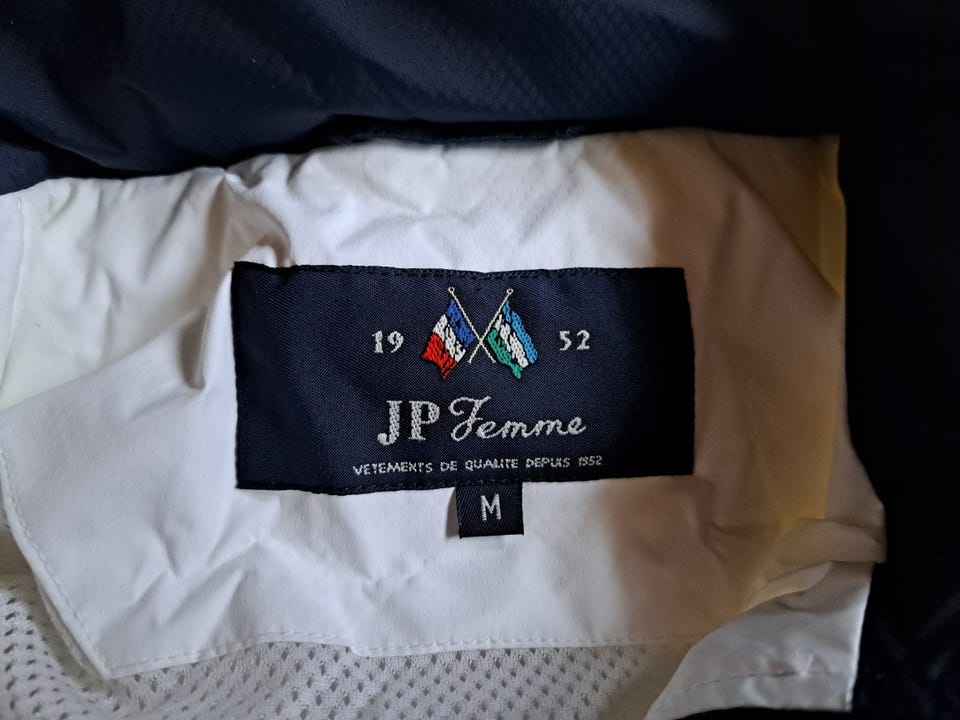 19 52
JP Femme
VETEMENTS DE QUALITE DEPUIS 1952
M